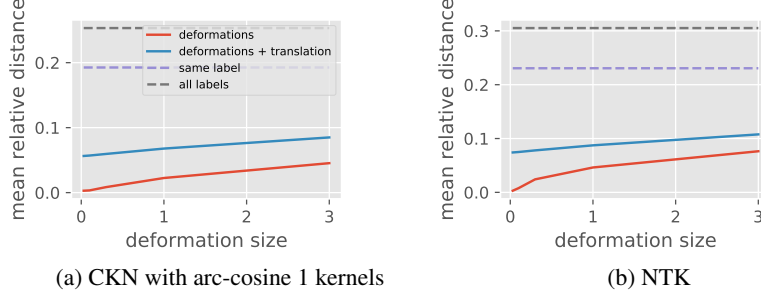 mean relative distance
0.2
0.1
0.0
deformations
deformations + translation
same label
all labels
0 1 2 3
deformation size
(a) CKN with arc-cosine 1 kernels
mean relative distance
0.3
0.2
0.1
0.0
0 1 2 3
deformation size
(b) NTK